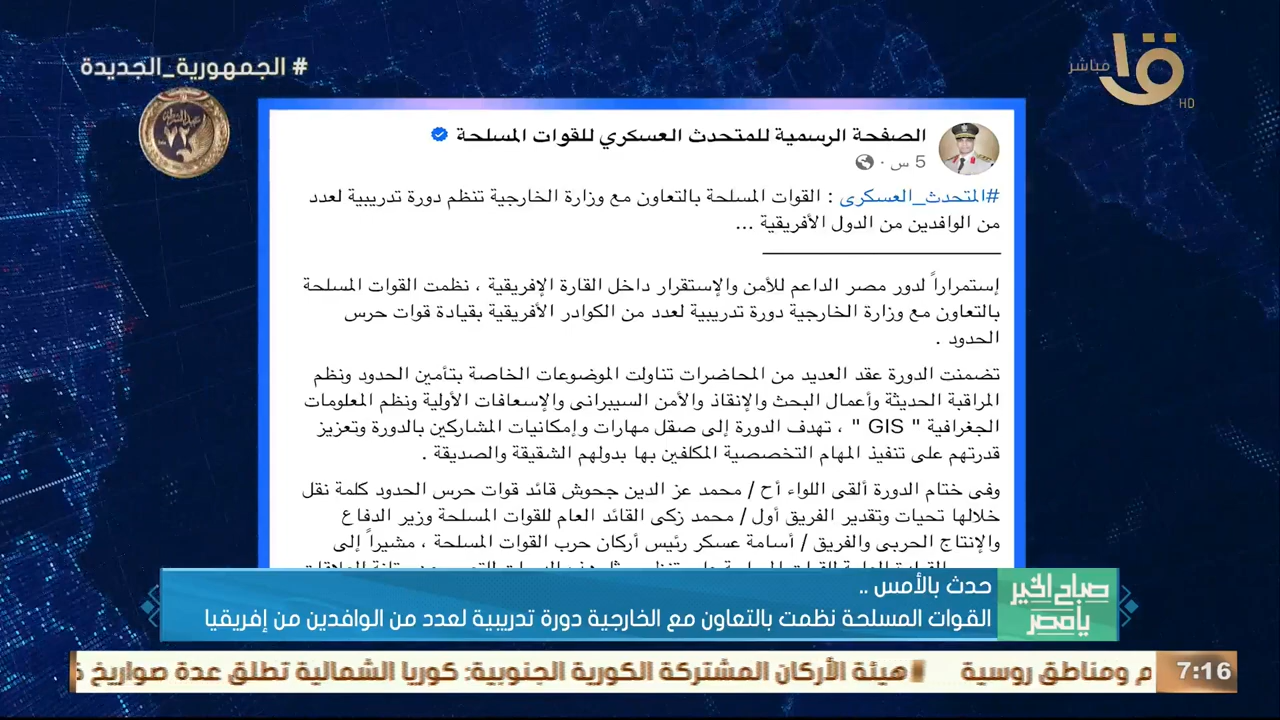 # الجمهورية_الجديدة
مباشر
HD
الصفحة الرسمية للمتحدث العسكري للقوات المسلحة
5 س ·
#المتحدث_العسكرى : القوات المسلحة بالتعاون مع وزارة الخارجية تنظم دورة تدريبية لعدد
من الوافدين من الدول الأفريقية ...
إستمراراً لدور مصر الداعم للأمن والإستقرار داخل القارة الإفريقية ، نظمت القوات المسلحة
بالتعاون مع وزارة الخارجية دورة تدريبية لعدد من الكوادر الأفريقية بقيادة قوات حرس
الحدود .
تضمنت الدورة عقد العديد من المحاضرات تناولت الموضوعات الخاصة بتأمين الحدود ونظم
المراقبة الحديثة وأعمال البحث والإنقاذ والأمن السيبرانى والإسعافات الأولية ونظم المعلومات
الجغرافية " GIS " ، تهدف الدورة إلى صقل مهارات وإمكانيات المشاركين بالدورة وتعزيز
قدرتهم على تنفيذ المهام التخصصية المكلفين بها بدولهم الشقيقة والصديقة .
وفى ختام الدورة ألقى اللواء أح / محمد عز الدين جحوش قائد قوات حرس الحدود كلمة نقل
خلالها تحيات وتقدير الفريق أول / محمد زكى القائد العام للقوات المسلحة وزير الدفاع
والإنتاج الحربى والفريق / أسامة عسكر رئيس أركان حرب القوات المسلحة ، مشيراً إلى
حدث بالأمس ..
القوات المسلحة نظمت بالتعاون مع الخارجية دورة تدريبية لعدد من الوافدين من إفريقيا
صباح الخير
يا مصر
م ومناطق روسية #هيئة الأركان المشتركة الكورية الجنوبية: كوريا الشمالية تطلق عدة صواريخ
7:16